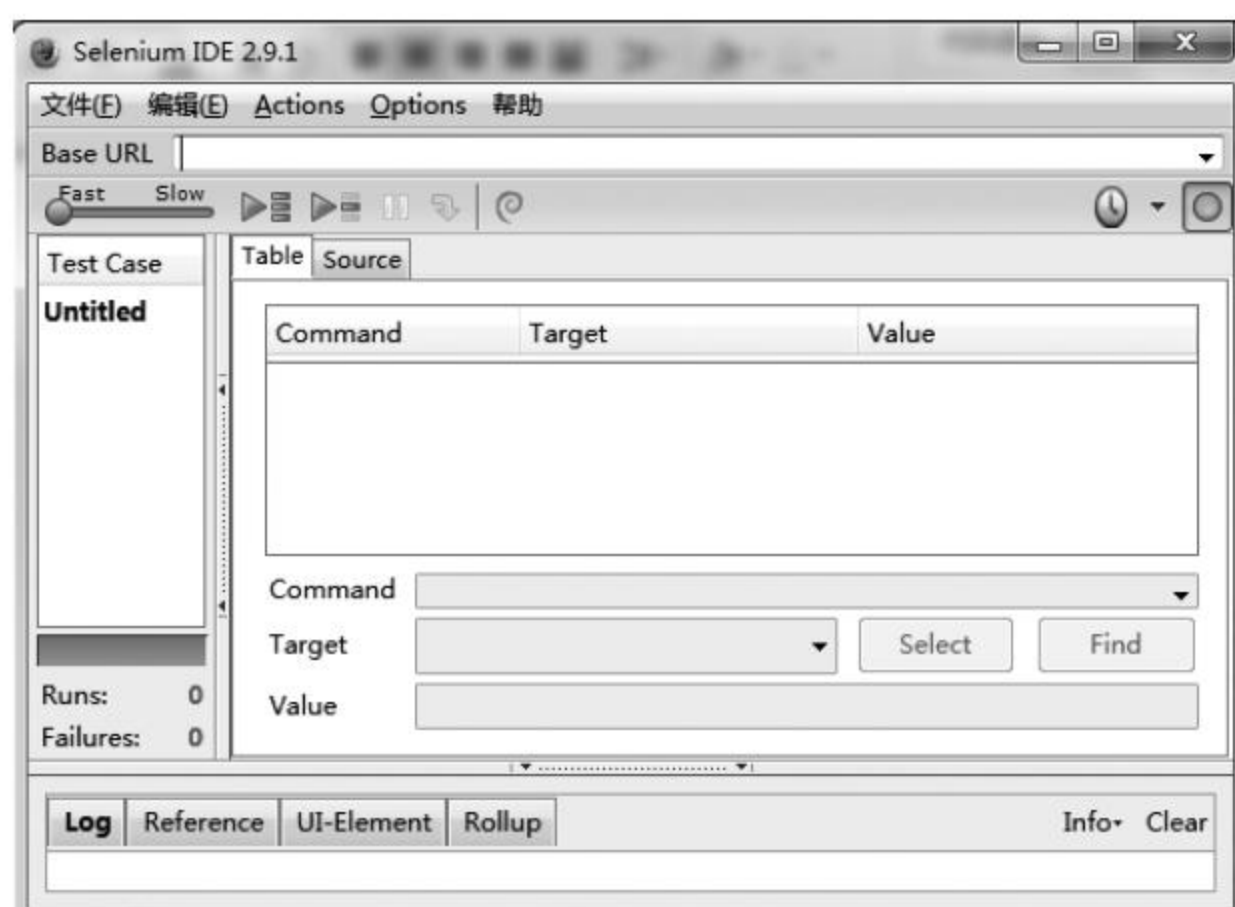 Selenium IDE 2.9.1
文件(F) 编辑(E) Actions Options 帮助
Base URL
Fast Slow
Test Case
Table Source
Untitled
Command Target Value
Command
Target Select Find
Runs: 0
Value
Failures: 0
Log Reference UI-Element Rollup Info Clear